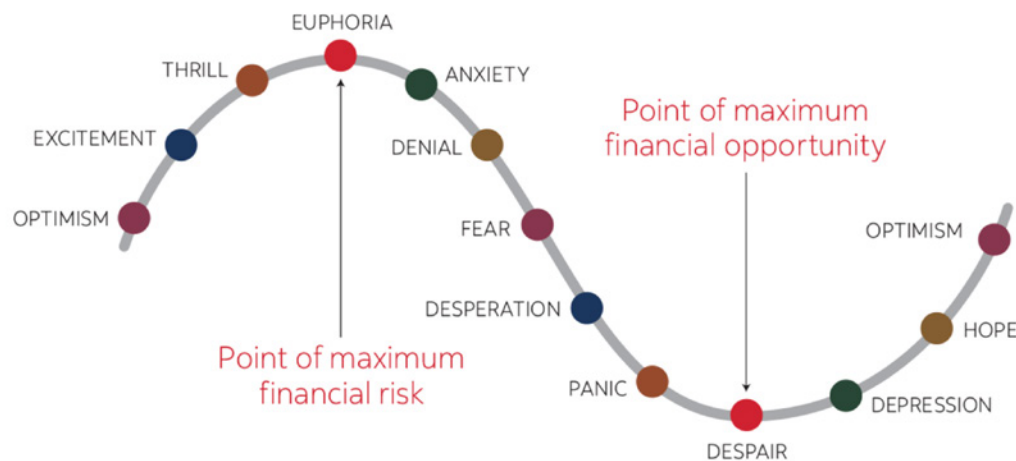 EUPHORIA
THRILL
ANXIETY
EXCITEMENT
DENIAL
OPTIMISM
FEAR
DESPERATION
PANIC
DESPAIR
DEPRESSION
HOPE
OPTIMISM
Point of maximum
financial risk
Point of maximum
financial opportunity